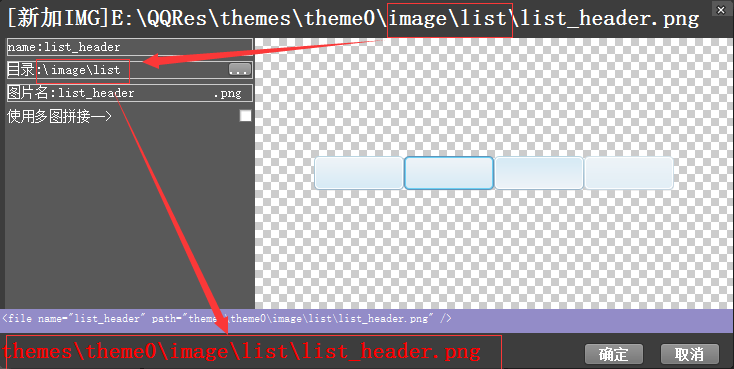 [新加IMG]E:\QQRes\themes\theme0\image\list\list_header.png
name:list_header
目录:\image\list ...
图片名:list_header .png
使用多图拼接—>
<file name="list_header" path="themes\theme0\image\list\list_header.png" />
themes\theme0\image\list\list_header.png
确定 取消